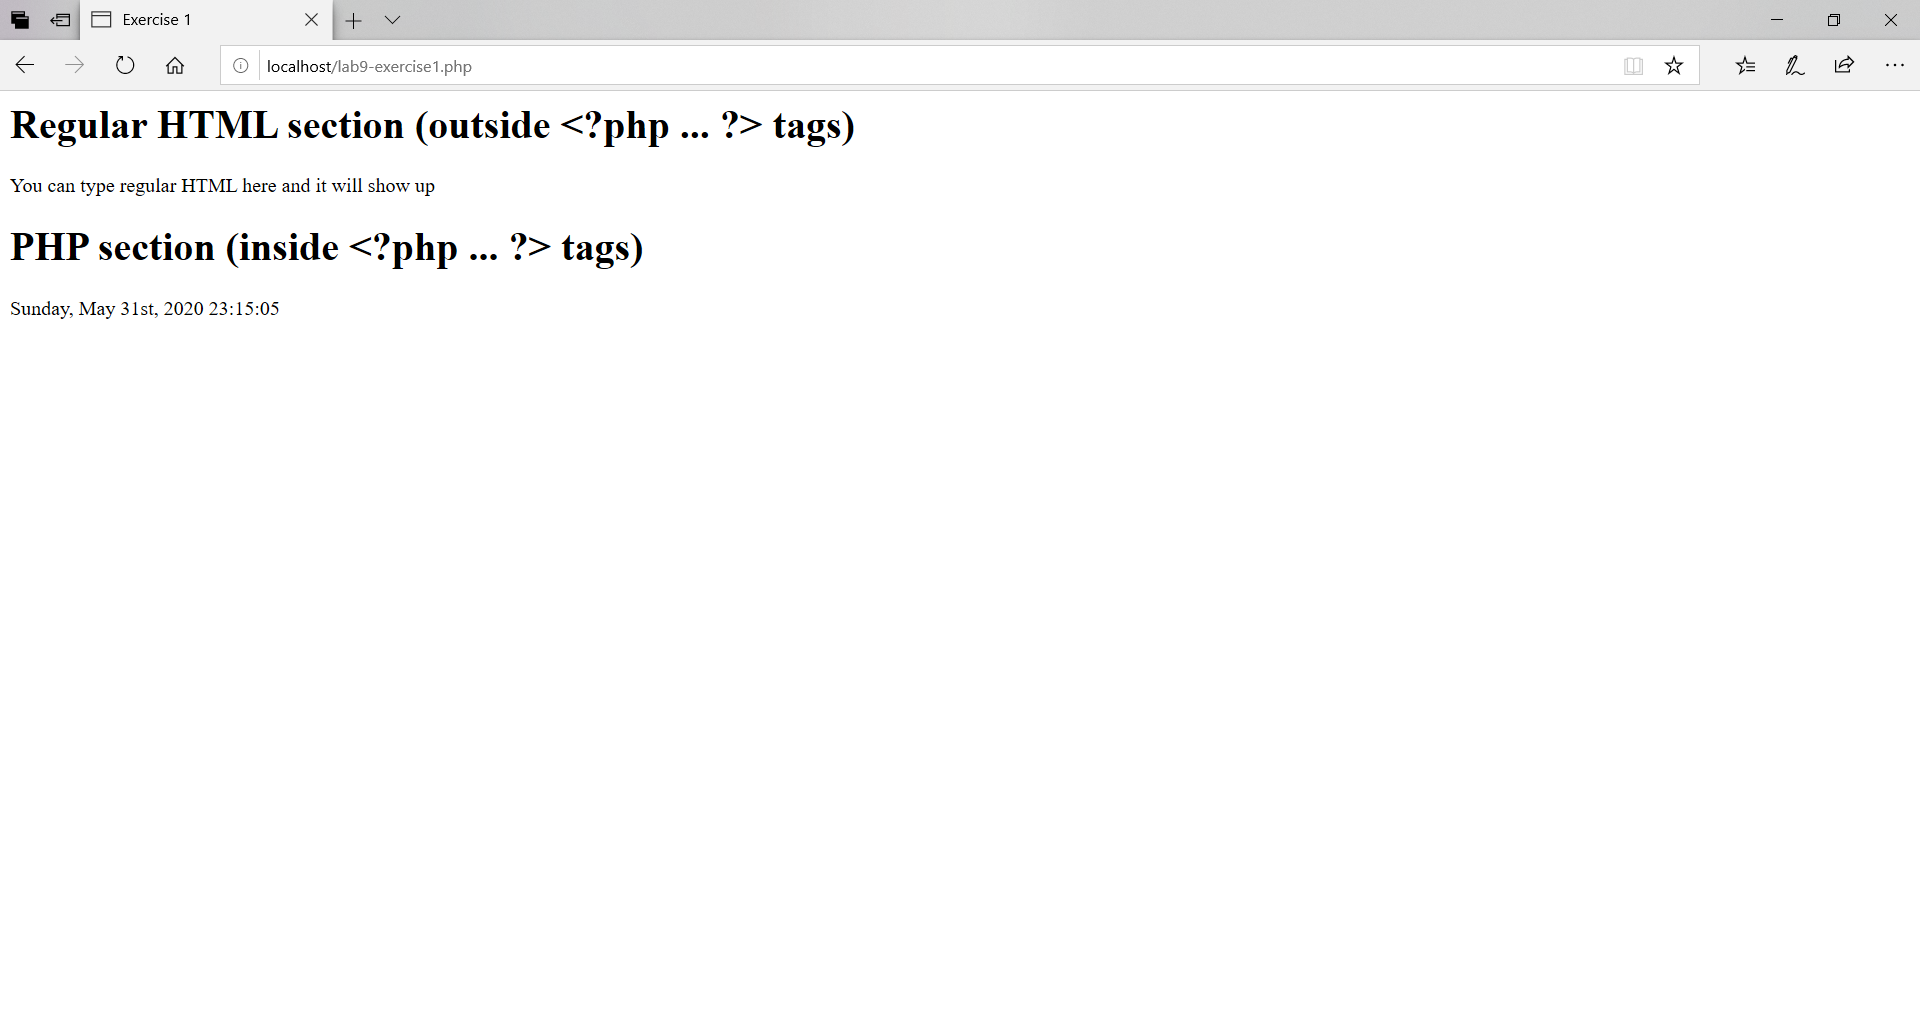 Exercise 1
localhost/lab9-exercise1.php
Regular HTML section (outside <?php ... ?> tags)
You can type regular HTML here and it will show up
PHP section (inside <?php ... ?> tags)
Sunday, May 31st, 2020 23:15:05